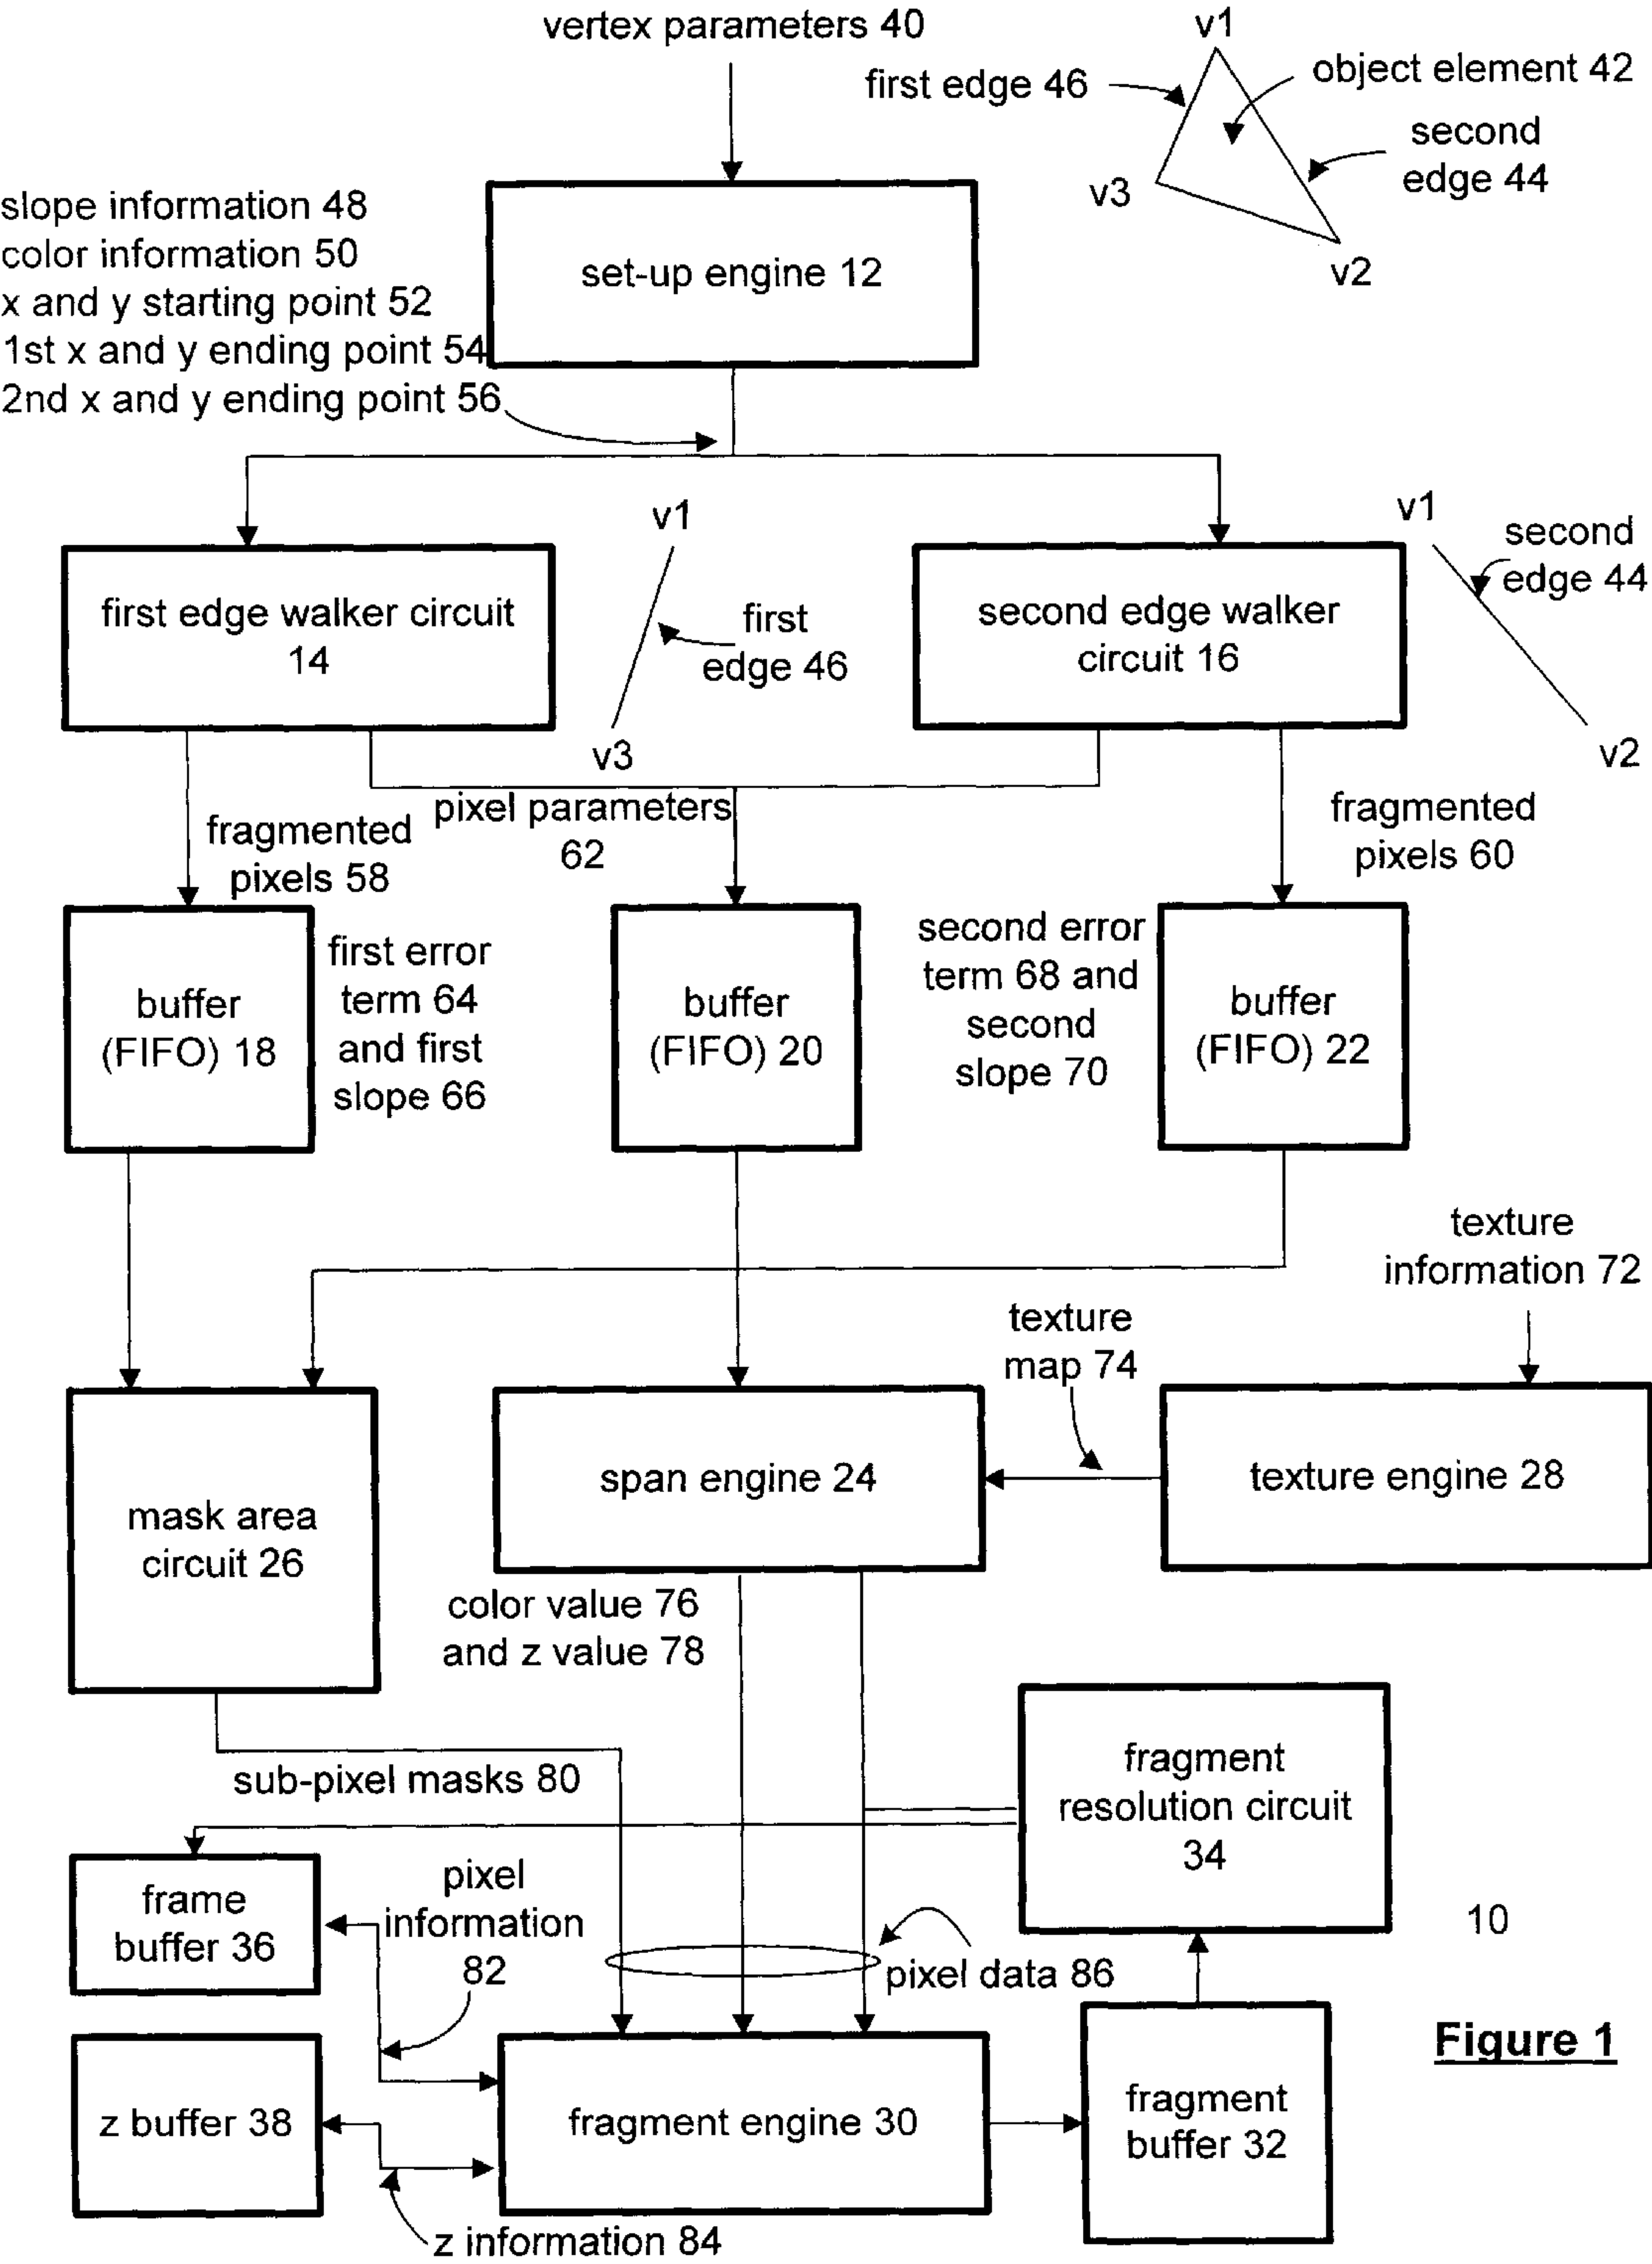 vertex parameters 40
v1
first edge 46
object element 42
second
edge 44
v3
v2
slope information 48
color information 50
x and y starting point 52
1st x and y ending point 54
2nd x and y ending point 56
set-up engine 12
v1
v1
second
edge 44
first edge walker circuit
14
first
edge 46
second edge walker
circuit 16
v3
v2
fragmented
pixels 58
pixel parameters
62
fragmented
pixels 60
buffer
(FIFO) 18
first error
term 64
and first
slope 66
buffer
(FIFO) 20
second error
term 68 and
second
slope 70
buffer
(FIFO) 22
texture
information 72
texture
map 74
mask area
circuit 26
span engine 24
texture engine 28
color value 76
and z value 78
sub-pixel masks 80
fragment
resolution circuit
34
frame
buffer 36
pixel
information
82
pixel data 86
10
Figure 1
z buffer 38
fragment engine 30
fragment
buffer 32
z information 84